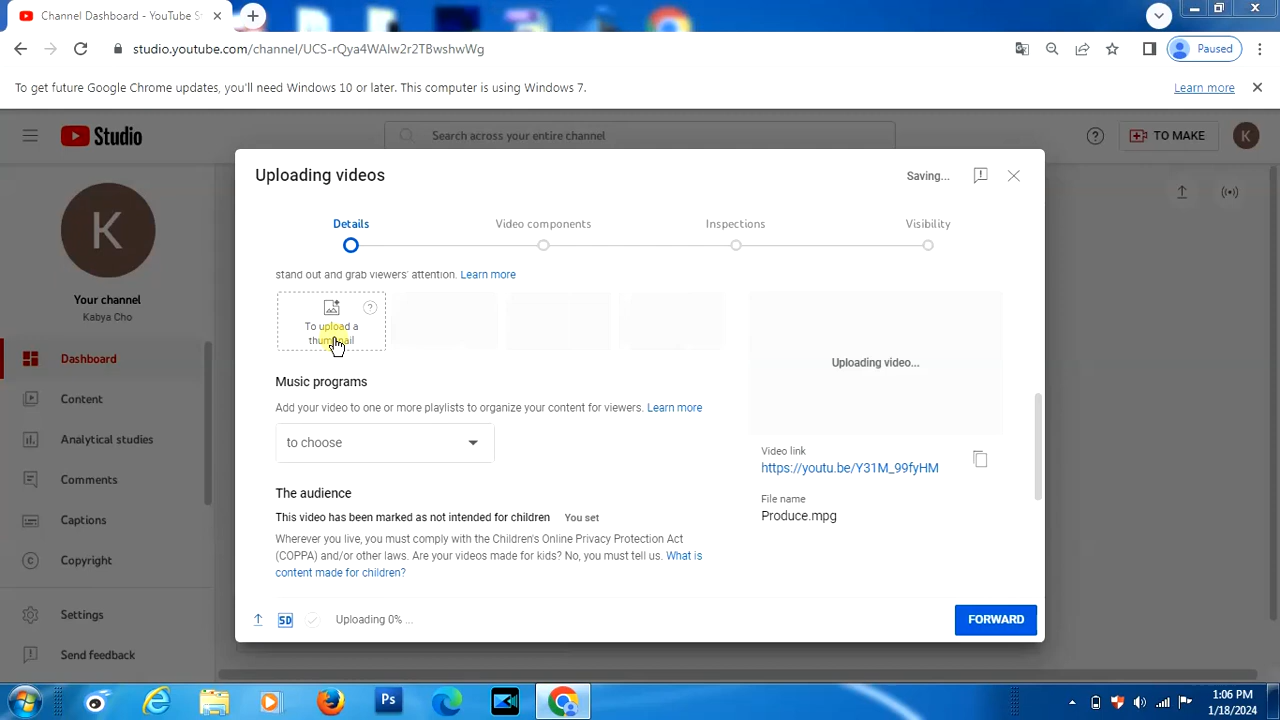 Channel Dashboard - YouTube S
studio.youtube.com/channel/UCS-rQya4WAlw2r2TBwshwWg
Paused
To get future Google Chrome updates, you'll need Windows 10 or later. This computer is using Windows 7.
Learn more
Studio
Search across your entire channel
TO MAKE
K
K
Your channel
Kabya Cho
Dashboard
Content
Analytical studies
Comments
Captions
Copyright
Settings
Send feedback
Uploading videos
Saving...
Details
Video components
Inspections
Visibility
stand out and grab viewers' attention. Learn more
To upload a
thumbnail
Uploading video...
Music programs
Add your video to one or more playlists to organize your content for viewers. Learn more
to choose
Video link
https://youtu.be/Y31M_99fyHM
File name
Produce.mpg
The audience
This video has been marked as not intended for children You set
Wherever you live, you must comply with the Children's Online Privacy Protection Act
(COPPA) and/or other laws. Are your videos made for kids? No, you must tell us. What is
content made for children?
SD
Uploading 0% ...
FORWARD
Ps
1:06 PM
1/18/2024